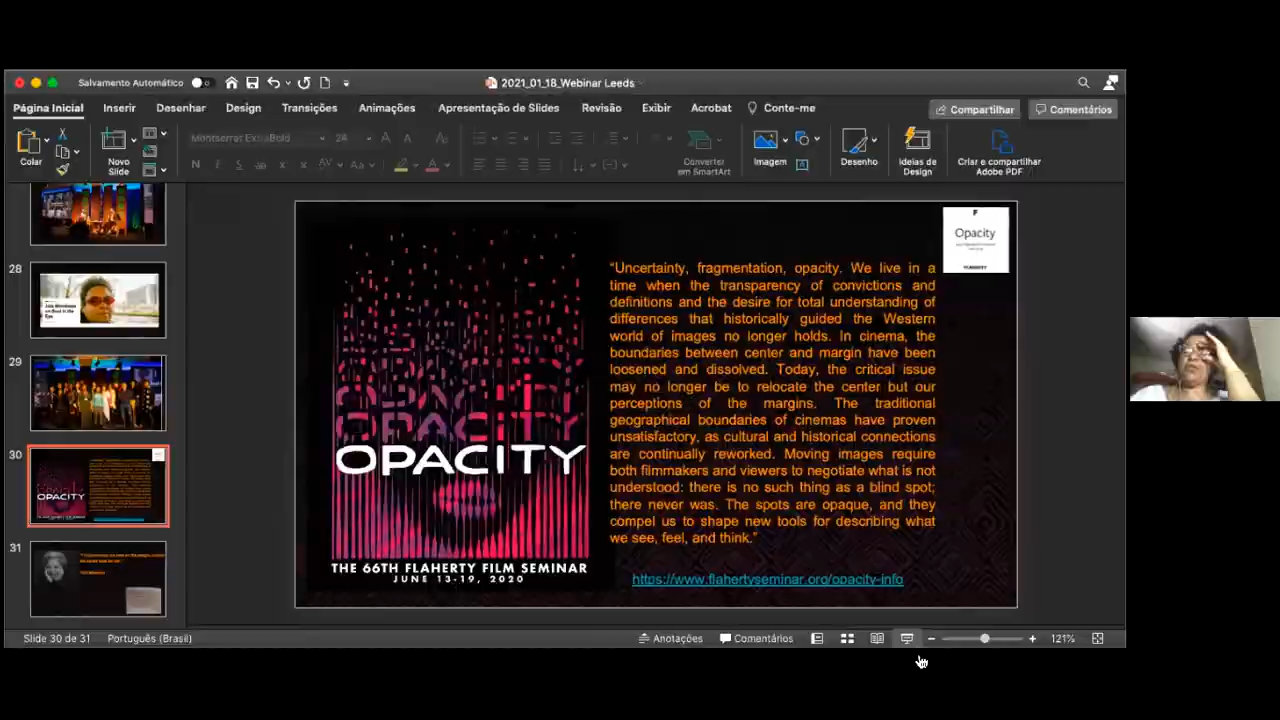 Salvamento Automático
2021_01_18_Webinar Leeds
Página Inicial Inserir Desenhar Design Transições Animações Apresentação de Slides Revisão Exibir Acrobat Conte-me
Compartilhar Comentários
Montserrat ExtraBold 24
Colar
Novo
Slide
N I S ab
Converter
em SmartArt
Imagem
Desenho
Ideias de
Design
Criar e compartilhar
Adobe PDF
28
29
30
OPACITY
31
OPACITY
OPACITY
THE 66TH FLAHERTY FILM SEMINAR
JUNE 13-19, 2020
F
Opacity
FLAHERTY
“Uncertainty, fragmentation, opacity. We live in a
time when the transparency of convictions and
definitions and the desire for total understanding of
differences that historically guided the Western
world of images no longer holds. In cinema, the
boundaries between center and margin have been
loosened and dissolved. Today, the critical issue
may no longer be to relocate the center but our
perceptions of the margins. The traditional
geographical boundaries of cinemas have proven
unsatisfactory, as cultural and historical connections
are continually reworked. Moving images require
both filmmakers and viewers to negotiate what is not
understood: there is no such thing as a blind spot;
there never was. The spots are opaque, and they
compel us to shape new tools for describing what
we see, feel, and think.”
https://www.flahertyseminar.org/opacity-info
Slide 30 de 31 Português (Brasil)
Anotações Comentários 121%